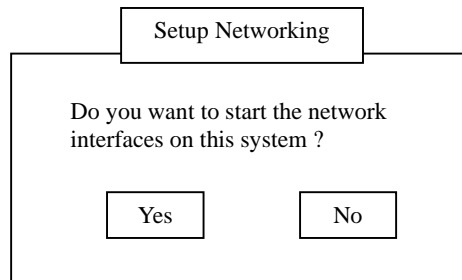 Setup Networking
Do you want to start the network
interfaces on this system ?
Yes
No